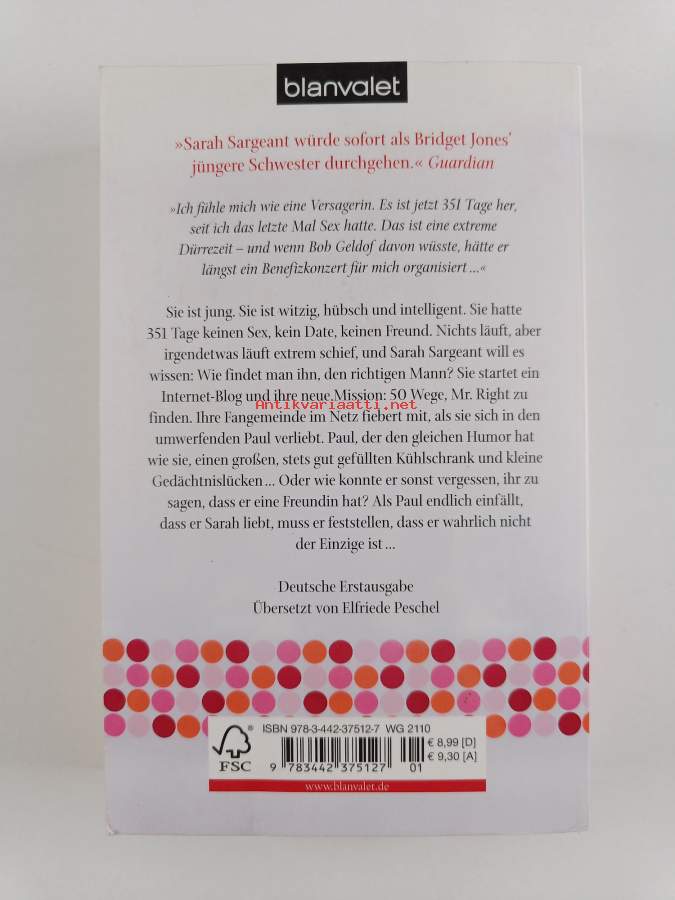 blanvalet
»Sarah Sargeant würde sofort als Bridget Jones'
jüngere Schwester durchgehen.« Guardian
»Ich fühle mich wie eine Versagerin. Es ist jetzt 351 Tage her,
seit ich das letzte Mal Sex hatte. Das ist eine extreme
Dürrezeit – und wenn Bob Geldof davon wüsste, hätte er
längst ein Benefizkonzert für mich organisiert ...«
Sie ist jung. Sie ist witzig, hübsch und intelligent. Sie hatte
351 Tage keinen Sex, kein Date, keinen Freund. Nichts läuft, aber
irgendetwas läuft extrem schief, und Sarah Sargeant will es
wissen: Wie findet man ihn, den richtigen Mann? Sie startet ein
Internet-Blog und ihre neue Mission: 50 Wege, Mr. Right zu
Antikvariaatti.net
finden. Ihre Fangemeinde im Netz fiebert mit, als sie sich in den
umwerfenden Paul verliebt. Paul, der den gleichen Humor hat
wie sie, einen großen, stets gut gefüllten Kühlschrank und kleine
Gedächtnislücken ... Oder wie konnte er sonst vergessen, ihr zu
sagen, dass er eine Freundin hat? Als Paul endlich einfällt,
dass er Sarah liebt, muss er feststellen, dass er wahrlich nicht
der Einzige ist ...
Deutsche Erstausgabe
Übersetzt von Elfriede Peschel
ISBN 978-3-442-37512-7 WG 2110
€ 8,99 [D]
€ 9,30 [A]
FSC
9 783442 375127 01
www.blanvalet.de